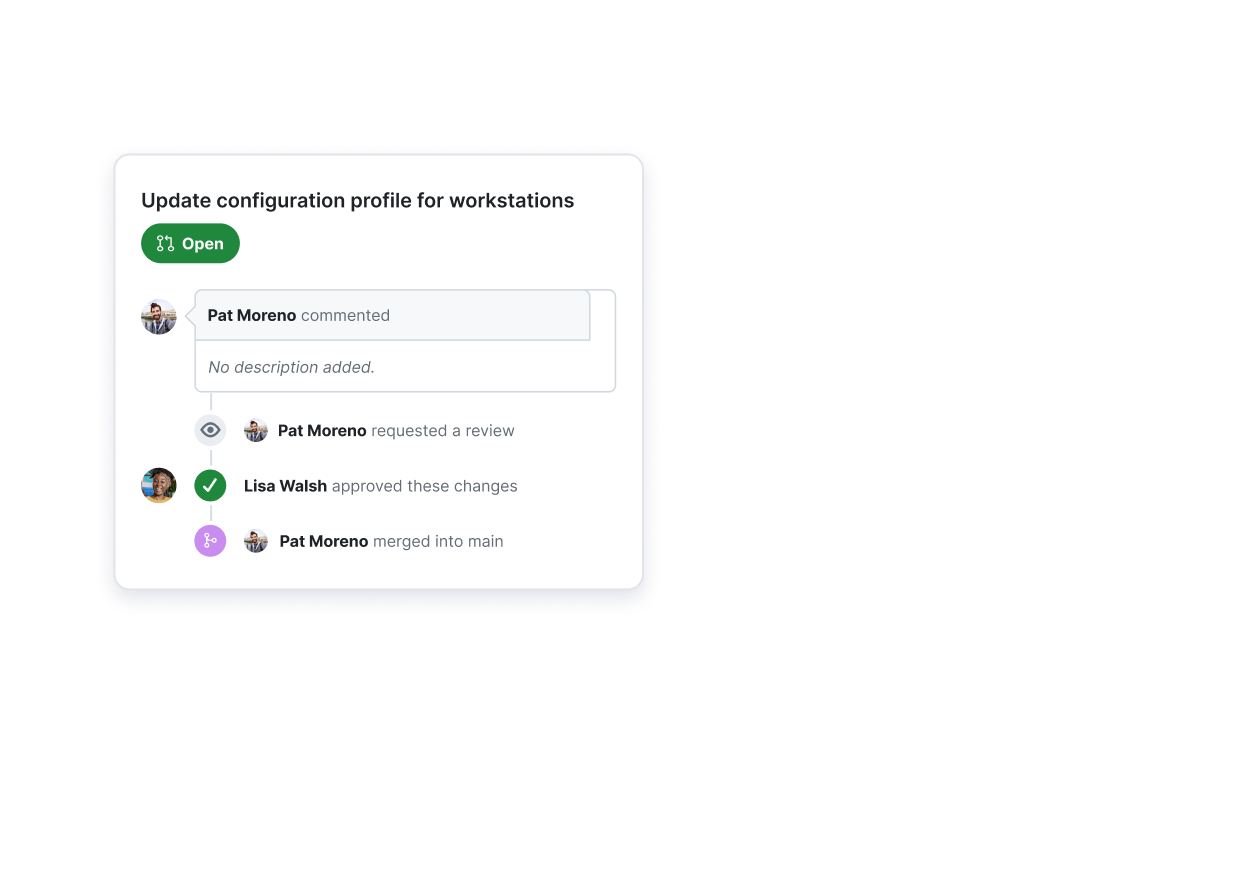 Update configuration profile for workstations
Open
Pat Moreno commented
No description added.
Pat Moreno requested a review
Lisa Walsh approved these changes
Pat Moreno merged into main